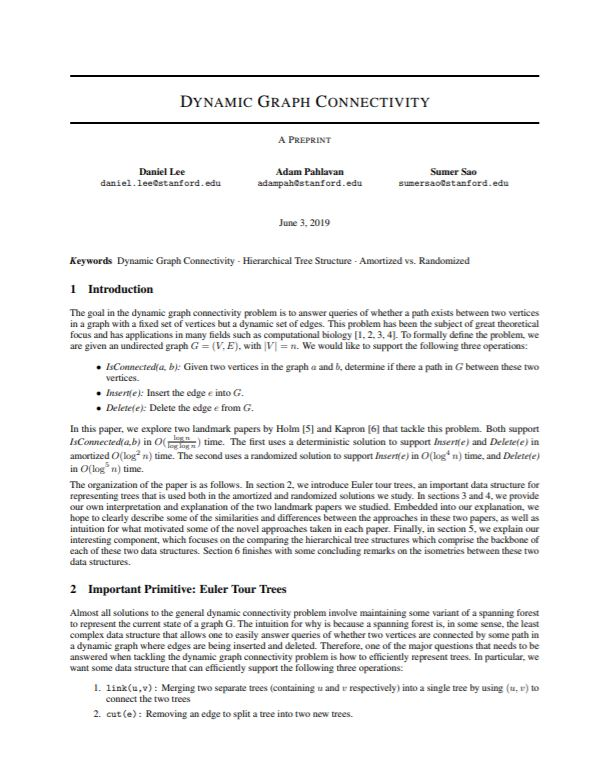 DYNAMIC GRAPH CONNECTIVITY
A PREPRINT
Daniel Lee Adam Pahlavan Sumer Sao
daniel.lee@stanford.edu adampah@stanford.edu sumersao@stanford.edu
June 3, 2019
Keywords Dynamic Graph Connectivity · Hierarchical Tree Structure · Amortized vs. Randomized
1 Introduction
The goal in the dynamic graph connectivity problem is to answer queries of whether a path exists between two vertices
in a graph with a fixed set of vertices but a dynamic set of edges. This problem has been the subject of great theoretical
focus and has applications in many fields such as computational biology [1, 2, 3, 4]. To formally define the problem, we
are given an undirected graph G = (V, E), with |V| = n. We would like to support the following three operations:
• IsConnected(a, b): Given two vertices in the graph a and b, determine if there a path in G between these two
vertices.
• Insert(e): Insert the edge e into G.
• Delete(e): Delete the edge e from G.
In this paper, we explore two landmark papers by Holm [5] and Kapron [6] that tackle this problem. Both support
IsConnected(a,b) in O(log n / log log n) time. The first uses a deterministic solution to support Insert(e) and Delete(e) in
amortized O(log² n) time. The second uses a randomized solution to support Insert(e) in O(log⁴ n) time, and Delete(e)
in O(log⁵ n) time.
The organization of the paper is as follows. In section 2, we introduce Euler tour trees, an important data structure for
representing trees that is used both in the amortized and randomized solutions we study. In sections 3 and 4, we provide
our own interpretation and explanation of the two landmark papers we studied. Embedded into our explanation, we
hope to clearly describe some of the similarities and differences between the approaches in these two papers, as well as
intuition for what motivated some of the novel approaches taken in each paper. Finally, in section 5, we explain our
interesting component, which focuses on the comparing the hierarchical tree structures which comprise the backbone of
each of these two data structures. Section 6 finishes with some concluding remarks on the isometries between these two
data structures.
2 Important Primitive: Euler Tour Trees
Almost all solutions to the general dynamic connectivity problem involve maintaining some variant of a spanning forest
to represent the current state of a graph G. The intuition for why is because a spanning forest is, in some sense, the least
complex data structure that allows one to easily answer queries of whether two vertices are connected by some path in
a dynamic graph where edges are being inserted and deleted. Therefore, one of the major questions that needs to be
answered when tackling the dynamic graph connectivity problem is how to efficiently represent trees. In particular, we
want some data structure that can efficiently support the following three operations:
1. link(u,v): Merging two separate trees (containing u and v respectively) into a single tree by using (u, v) to
connect the two trees
2. cut(e): Removing an edge to split a tree into two new trees.